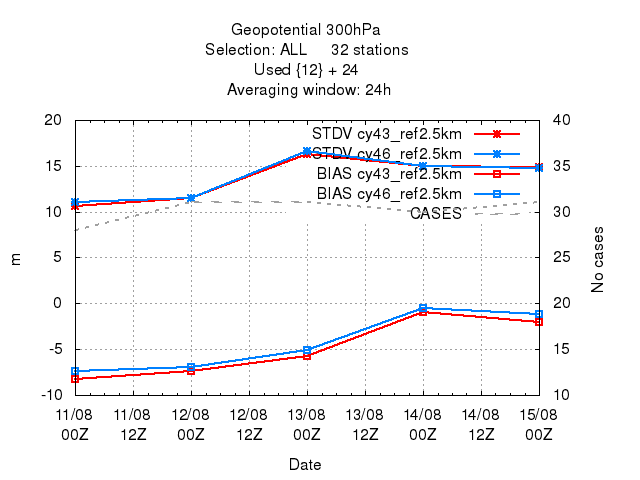 Geopotential 300hPa
Selection: ALL 32 stations
Used {12} + 24
Averaging window: 24h
20 40
STDV cy43_ref2.5km
STDV cy46_ref2.5km
15 35
BIAS cy43_ref2.5km
BIAS cy46_ref2.5km
10 30
CASES
5 25
m
No cases
0 20
-5 15
-10 10
11/08 11/08 12/08 12/08 13/08 13/08 14/08 14/08 15/08
00Z 12Z 00Z 12Z 00Z 12Z 00Z 12Z 00Z
Date